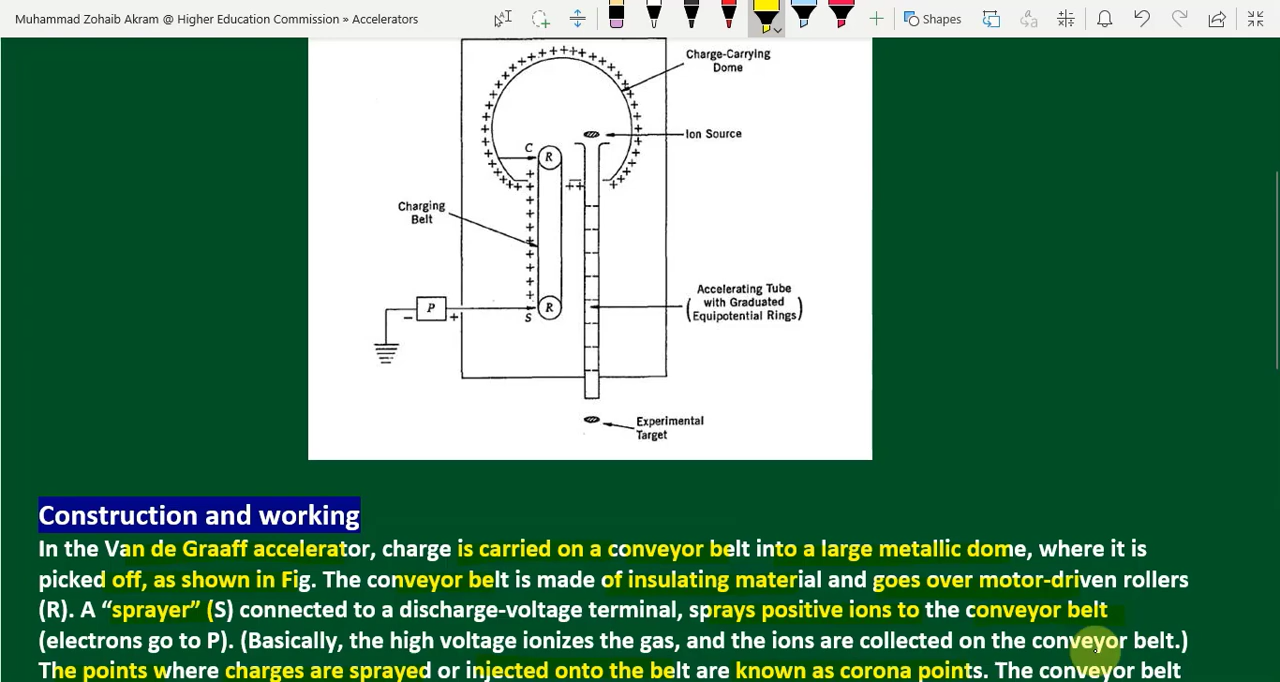 Muhammad Zohaib Akram @ Higher Education Commission » Accelerators
Shapes
Charge-Carrying
Dome
Ion Source
C
R
Charging
Belt
Accelerating Tube
with Graduated
Equipotential Rings
P
R
S
Experimental
Target
Construction and working
In the Van de Graaff accelerator, charge is carried on a conveyor belt into to a large metallic dome, where it is
picked off, as shown in Fig. The conveyor belt is made of insulating material and goes over motor-driven rollers
(R). A “sprayer” (S) connected to a discharge-voltage terminal, sprays positive ions to the conveyor belt
(electrons go to P). (Basically, the high voltage ionizes the gas, and the ions are collected on the conveyor belt.)
The points where charges are sprayed or injected onto the belt are known as corona points. The conveyor belt